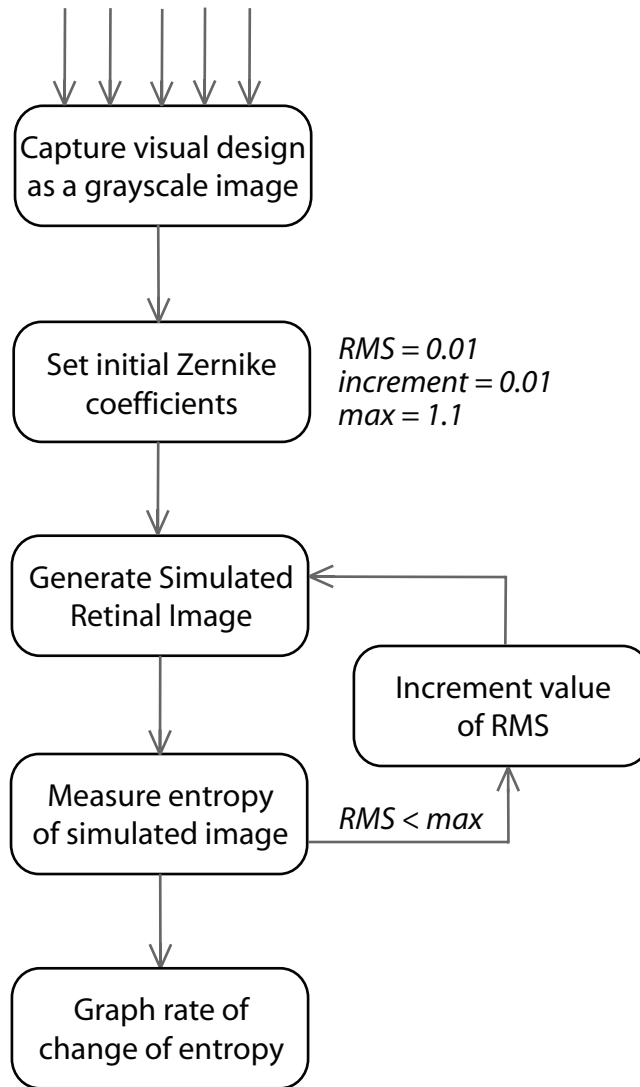 Capture visual design
as a grayscale image
Set initial Zernike
coefficients
RMS = 0.01
increment = 0.01
max = 1.1
Generate Simulated
Retinal Image
Increment value
of RMS
Measure entropy
of simulated image
RMS < max
Graph rate of
change of entropy